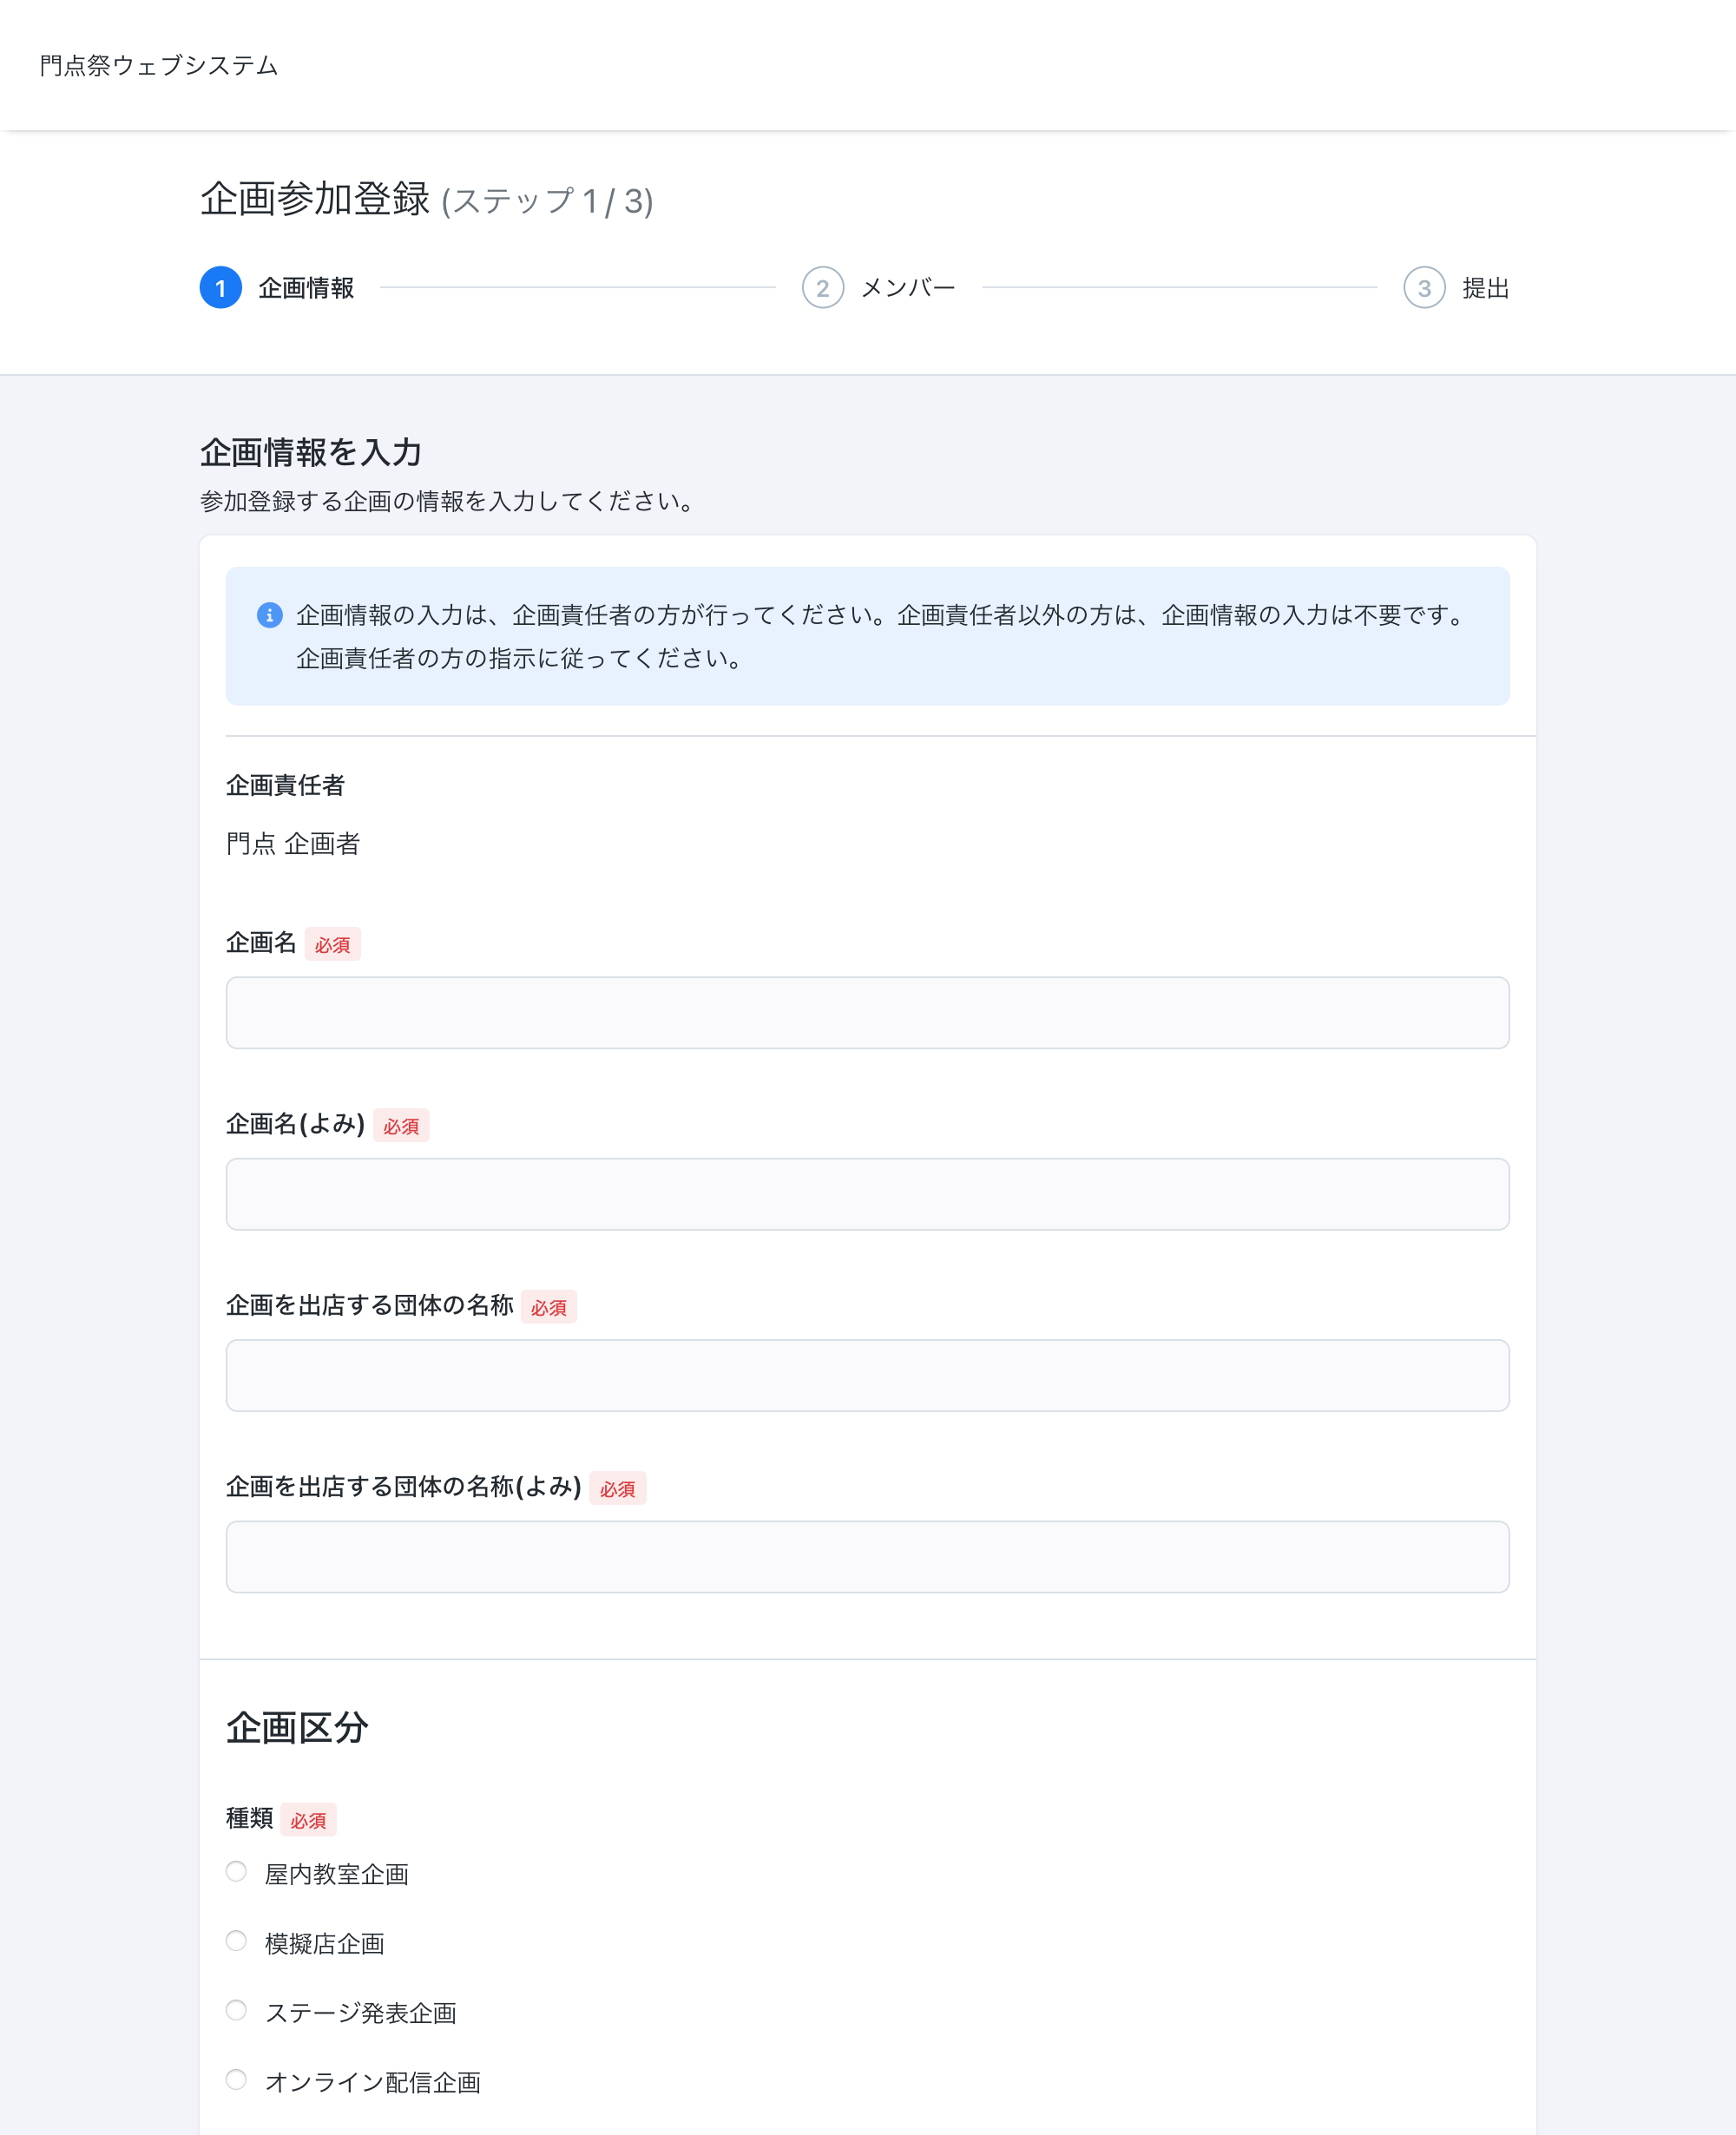 門点祭ウェブシステム
企画参加登録 (ステップ 1 / 3)
1 企画情報
2 メンバー
3 提出
企画情報を入力
参加登録する企画の情報を入力してください。
企画情報の入力は、企画責任者の方が行ってください。企画責任者以外の方は、企画情報の入力は不要です。
企画責任者の方の指示に従ってください。
企画責任者
門点 企画者
企画名 必須
企画名(よみ) 必須
企画を出店する団体の名称 必須
企画を出店する団体の名称(よみ) 必須
企画区分
種類 必須
屋内教室企画
模擬店企画
ステージ発表企画
オンライン配信企画